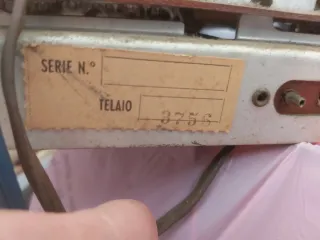 SERIE N.º
TELAIO 3756